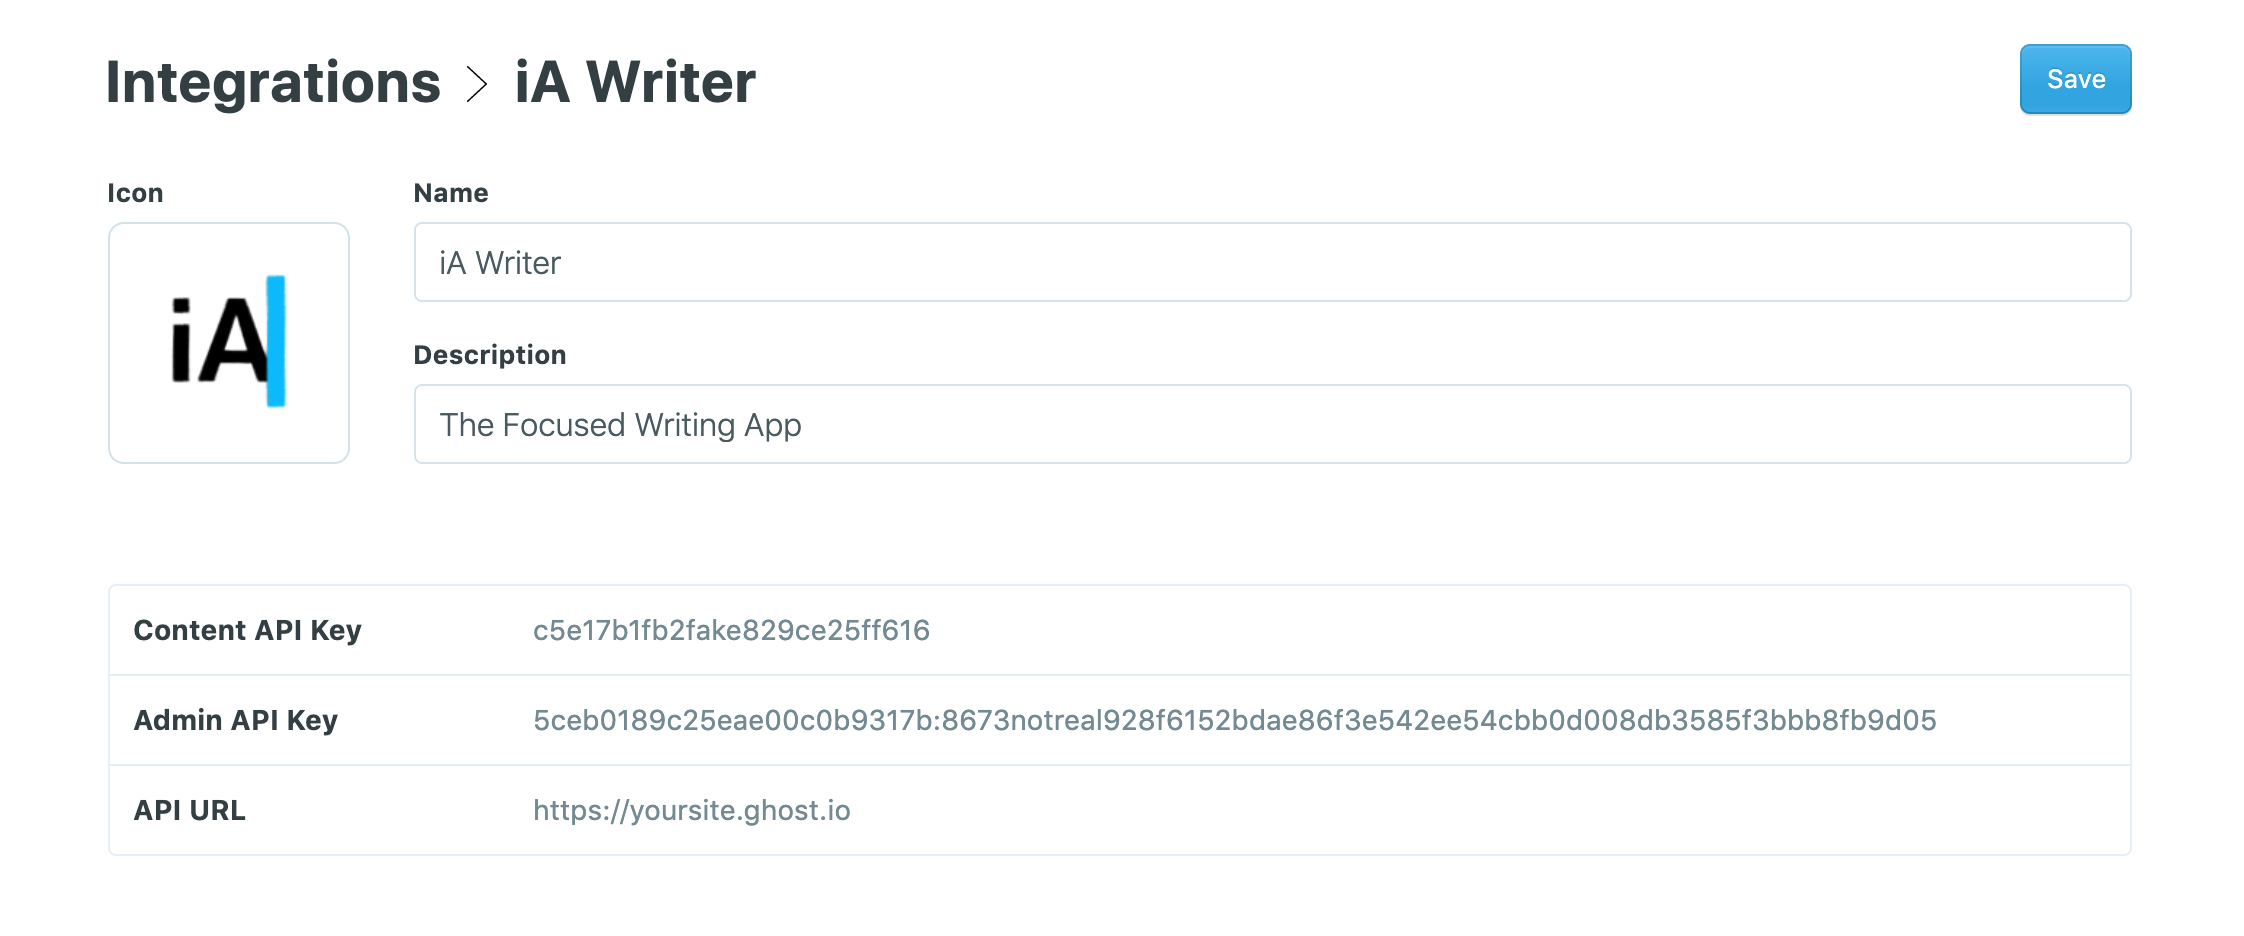 Integrations > iA Writer
Save
Icon
Name
iA
iA Writer
Description
The Focused Writing App
Content API Key c5e17b1fb2fake829ce25ff616
Admin API Key 5ceb0189c25eae00c0b9317b:8673notreal928f6152bdae86f3e542ee54cbb0d008db3585f3bbb8fb9d05
API URL https://yoursite.ghost.io